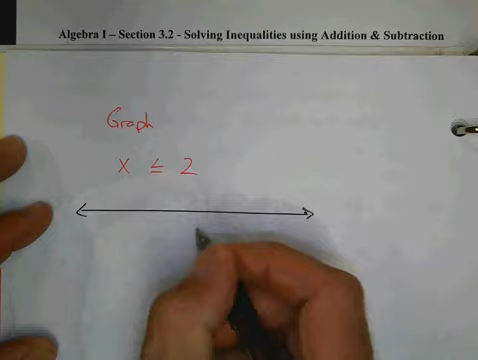 Algebra I – Section 3.2 - Solving Inequalities using Addition & Subtraction
Graph
x ≤ 2